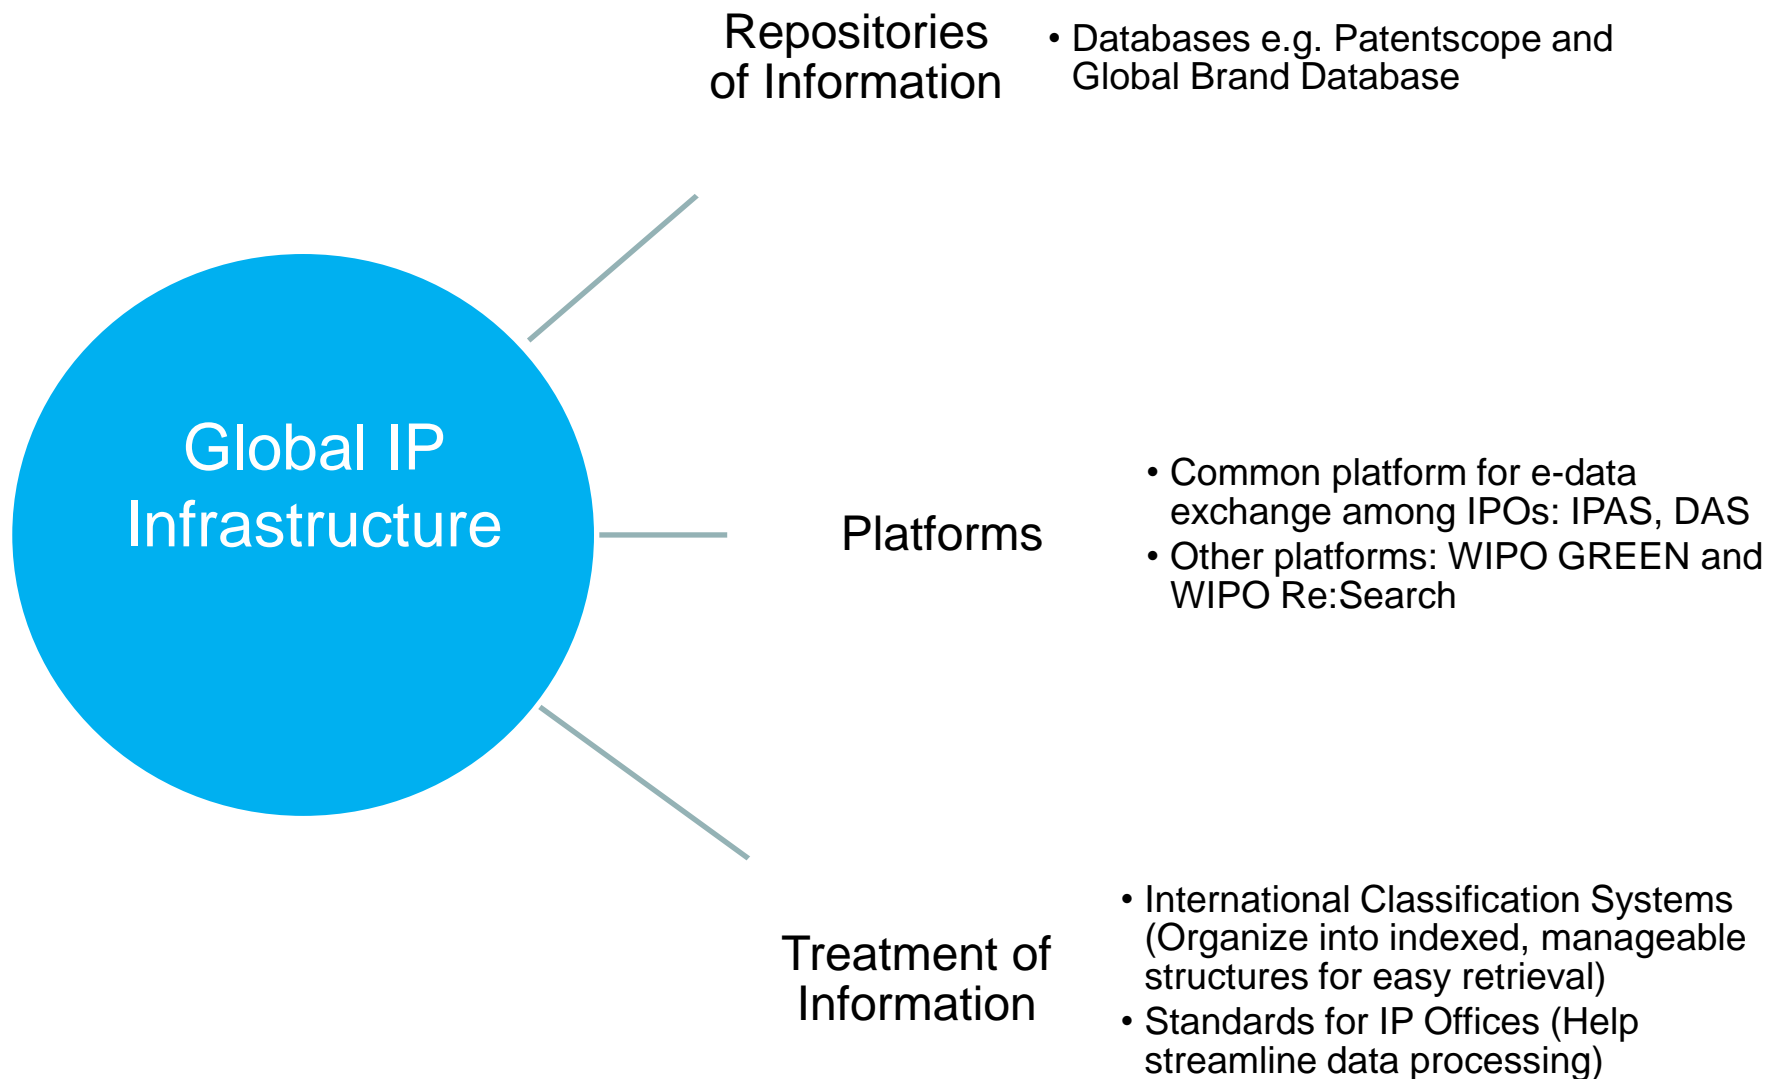 Repositories
of Information
• Databases e.g. Patentscope and
Global Brand Database
Global IP
Infrastructure
Platforms
• Common platform for e-data
exchange among IPOs: IPAS, DAS
• Other platforms: WIPO GREEN and
WIPO Re:Search
Treatment of
Information
• International Classification Systems
(Organize into indexed, manageable
structures for easy retrieval)
• Standards for IP Offices (Help
streamline data processing)